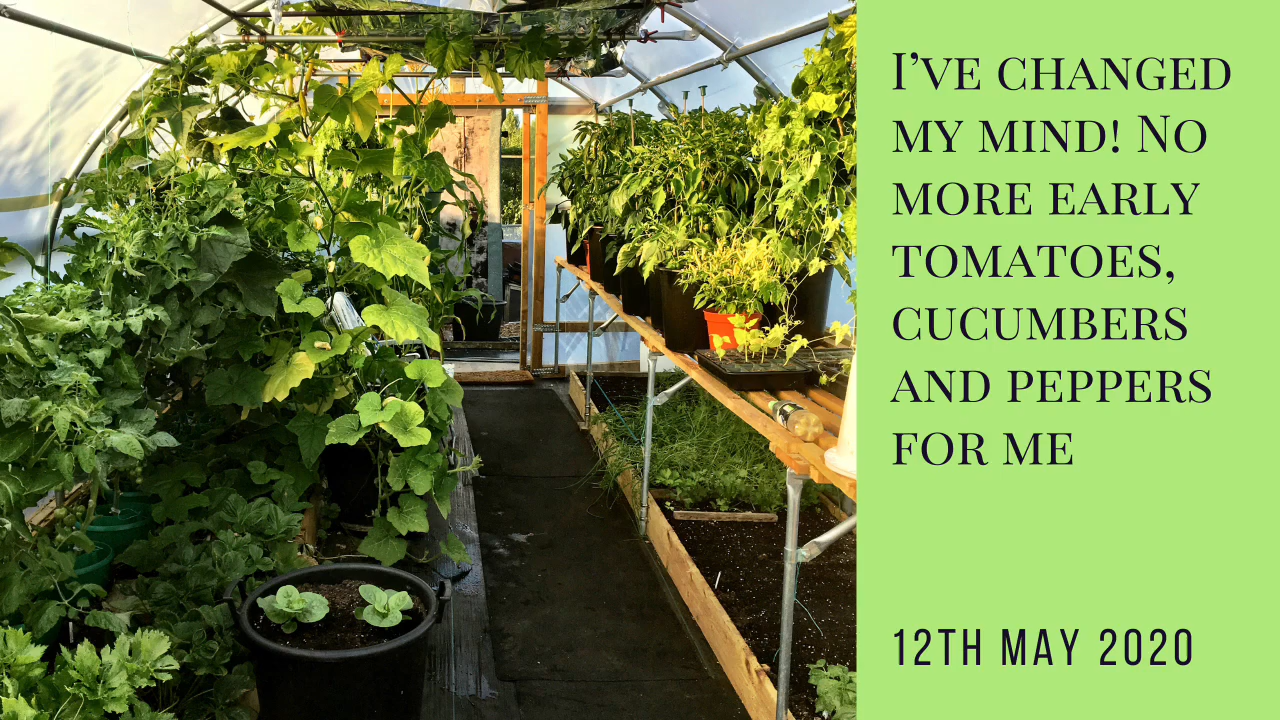 I’ve changed
my mind! No
more early
tomatoes,
cucumbers
and peppers
for me
12TH MAY 2020